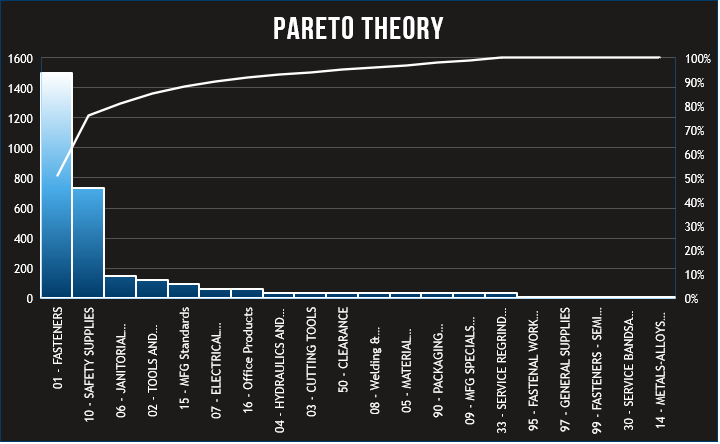 PARETO THEORY
1600
1400
1200
1000
800
600
400
200
0
100%
90%
80%
70%
60%
50%
40%
30%
20%
10%
0%
01 - FASTENERS
10 - SAFETY SUPPLIES
06 - JANITORIAL...
02 - TOOLS AND...
15 - MFG Standards
07 - ELECTRICAL...
16 - Office Products
04 - HYDRAULICS AND...
03 - CUTTING TOOLS
50 - CLEARANCE
08 - Welding &...
05 - MATERIAL...
90 - PACKAGING...
09 - MFG SPECIALS...
33 - SERVICE REGRIND...
95 - FASTENAL WORK...
97 - GENERAL SUPPLIES
99 - FASTENERS - SEMI...
30 - SERVICE BANDSA...
14 - METALS-ALLOYS...